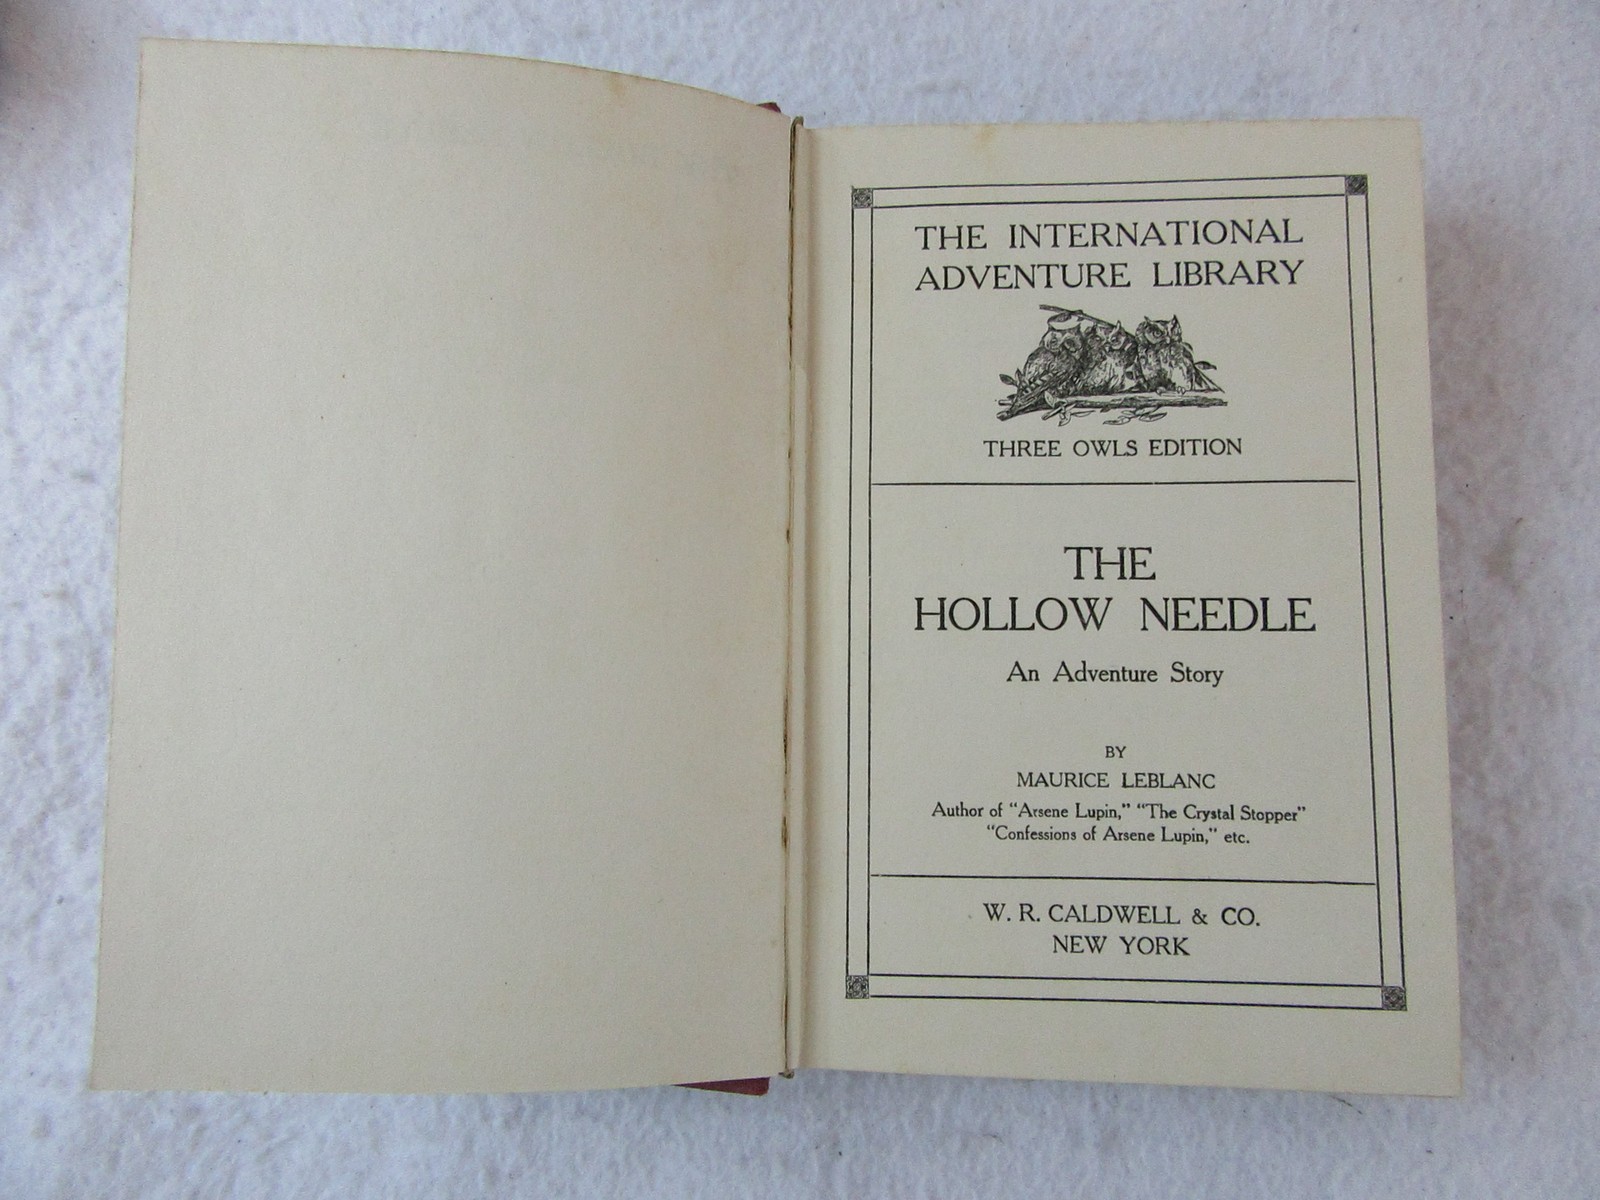 THE INTERNATIONAL
ADVENTURE LIBRARY
THREE OWLS EDITION
THE
HOLLOW NEEDLE
An Adventure Story
BY
MAURICE LEBLANC
Author of "Arsene Lupin," "The Crystal Stopper"
"Confessions of Arsene Lupin," etc.
W. R. CALDWELL & CO.
NEW YORK